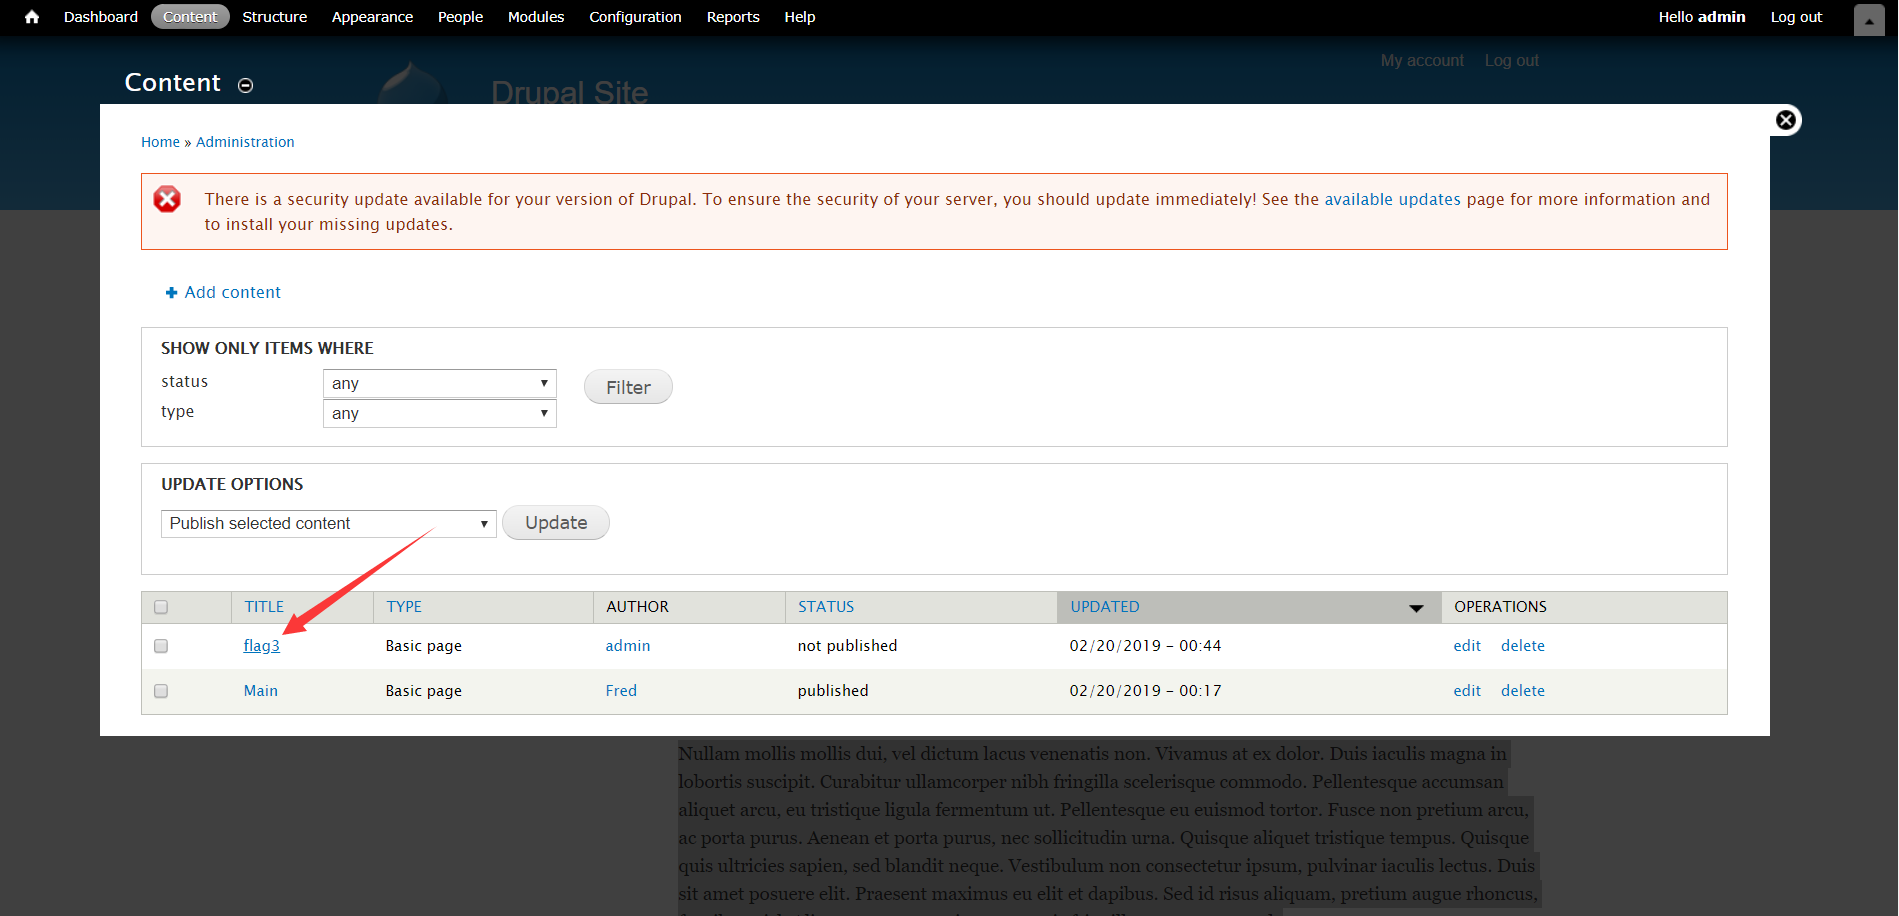 Dashboard Content Structure Appearance People Modules Configuration Reports Help Hello admin Log out
My account Log out
Content
Drupal Site
Home » Administration
There is a security update available for your version of Drupal. To ensure the security of your server, you should update immediately! See the available updates page for more information and
to install your missing updates.
Add content
SHOW ONLY ITEMS WHERE
status any Filter
type any
UPDATE OPTIONS
Publish selected content Update
TITLE TYPE AUTHOR STATUS UPDATED OPERATIONS
flag3 Basic page admin not published 02/20/2019 - 00:44 edit delete
Main Basic page Fred published 02/20/2019 - 00:17 edit delete
Nullam mollis mollis dui, vel dictum lacus venenatis non. Vivamus at ex dolor. Duis iaculis magna in
lobortis suscipit. Curabitur ullamcorper nibh fringilla scelerisque commodo. Pellentesque accumsan
aliquet arcu, eu tristique ligula fermentum ut. Pellentesque eu euismod tortor. Fusce non pretium arcu,
ac porta purus. Aenean et porta purus, nec sollicitudin urna. Quisque aliquet tristique tempus. Quisque
quis ultricies sapien, sed blandit neque. Vestibulum non consectetur ipsum, pulvinar iaculis lectus. Duis
sit amet posuere elit. Praesent maximus eu elit et dapibus. Sed id risus aliquam, pretium augue rhoncus,